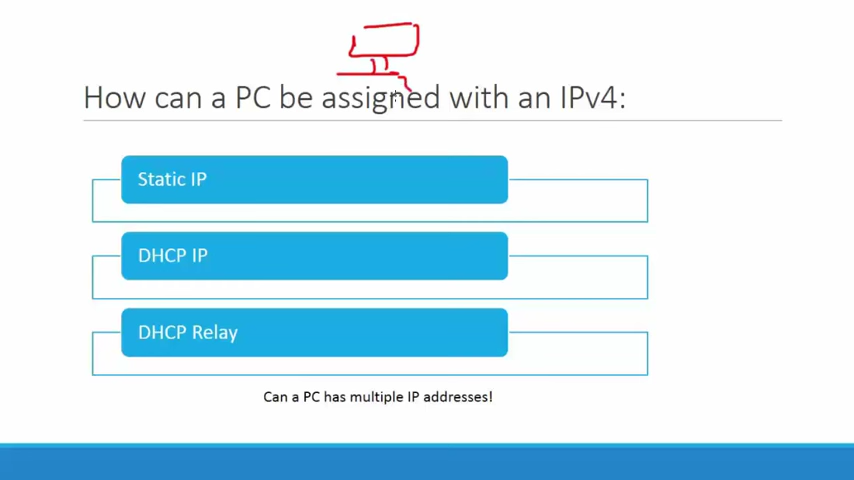 How can a PC be assigned with an IPv4:
Static IP
DHCP IP
DHCP Relay
Can a PC has multiple IP addresses!